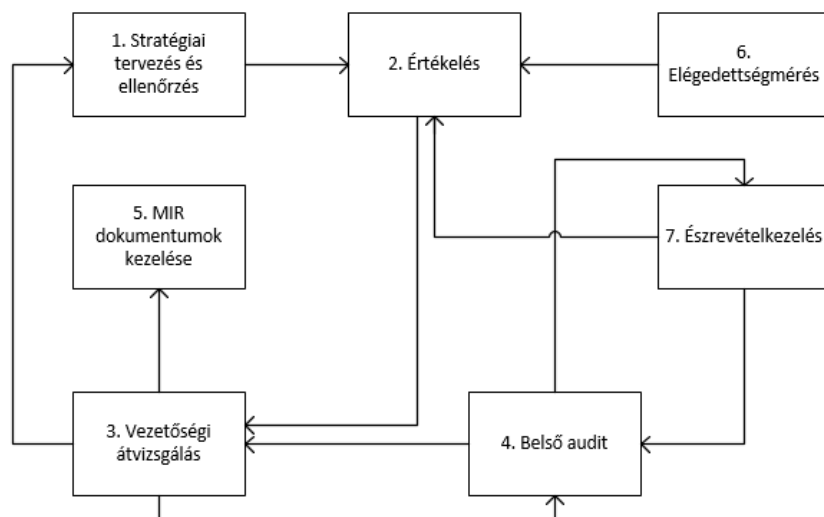 1. Stratégiai
tervezés és
ellenőrzés
2. Értékelés
6.
Elégedettségmérés
5. MIR
dokumentumok
kezelése
7. Észrevételkezelés
3. Vezetőségi
átvizsgálás
4. Belső audit